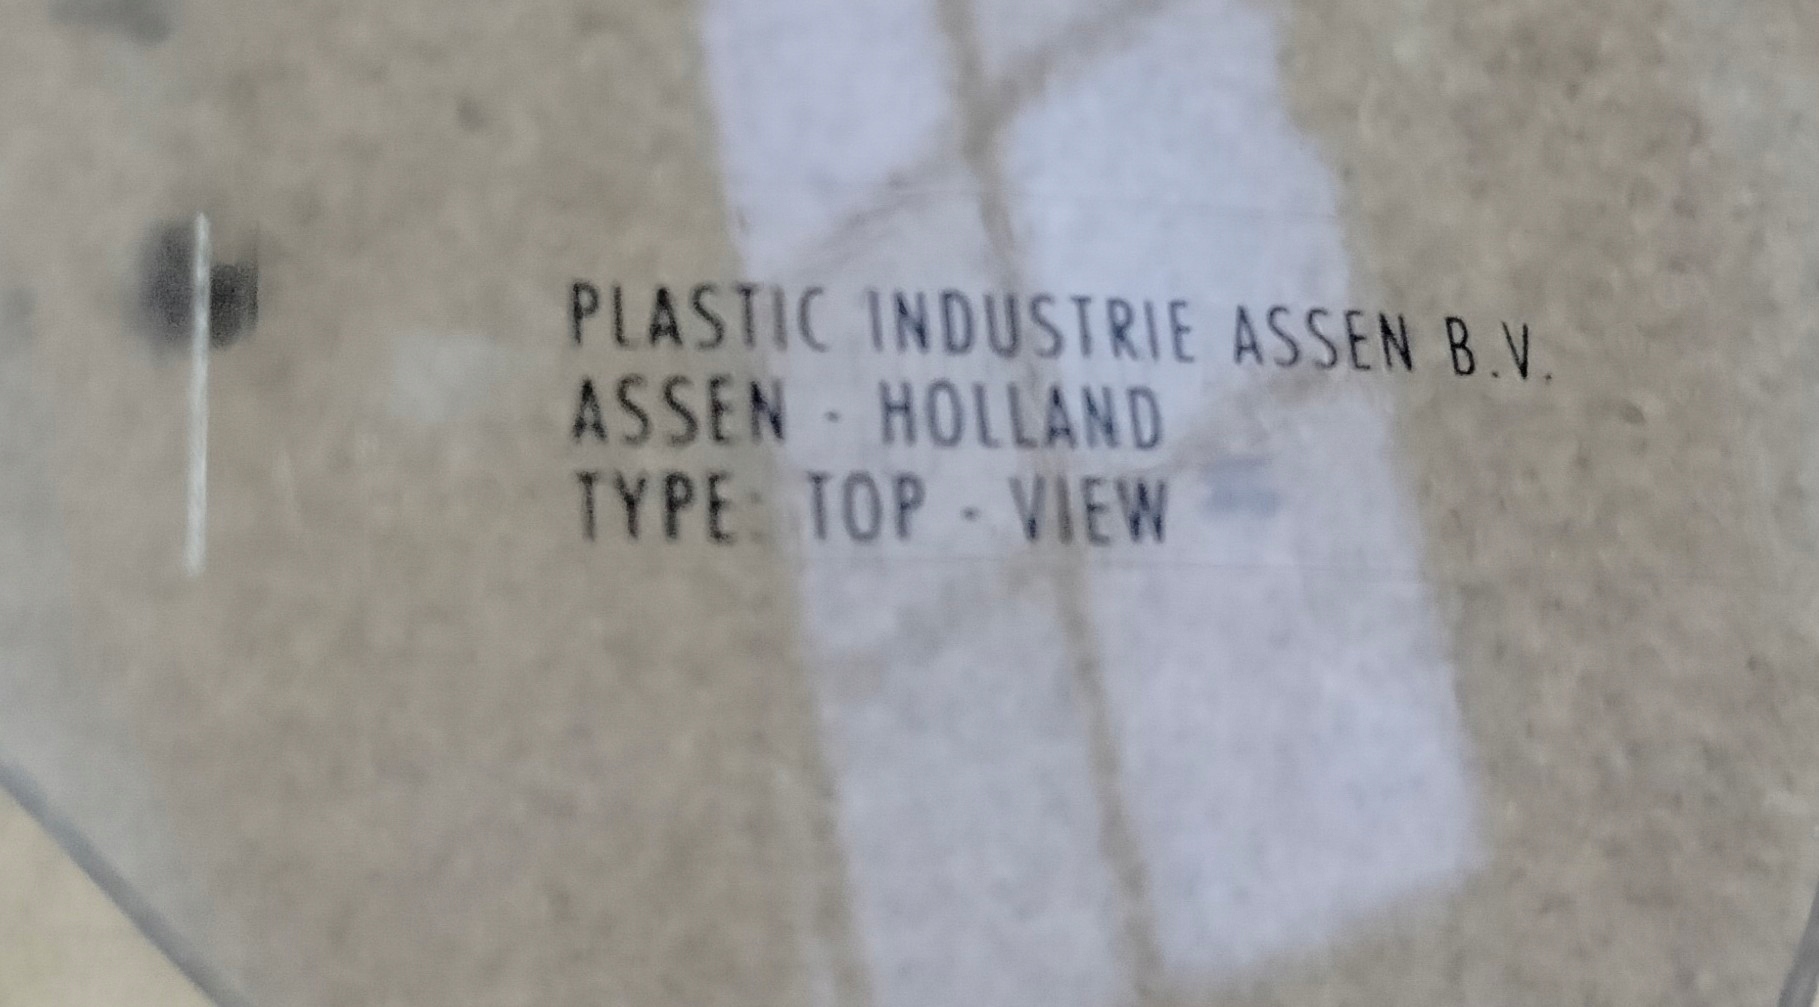 PLASTIC INDUSTRIE ASSEN B.V.
ASSEN - HOLLAND
TYPE: TOP - VIEW